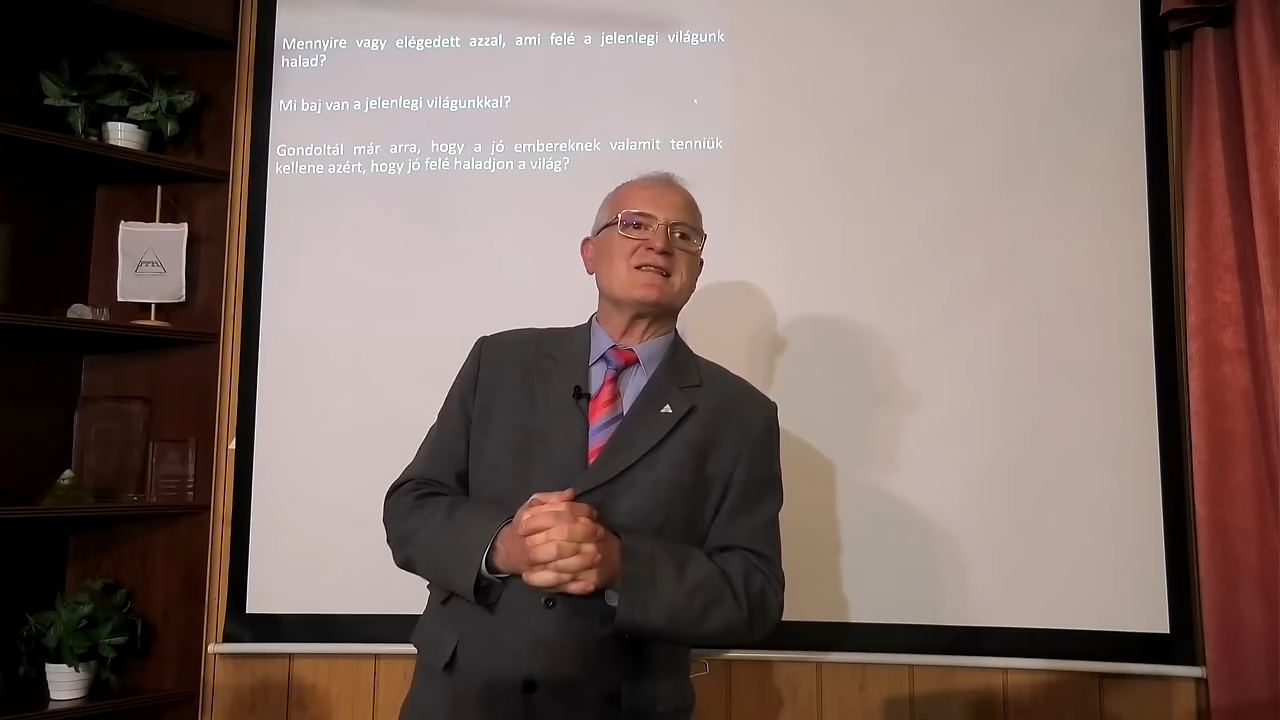 Mennyire vagy elégedett azzal, ami felé a jelenlegi világunk
halad?
Mi baj van a jelenlegi világunkkal?
Gondoltál már arra, hogy a jó embereknek valamit tenniük
kellene azért, hogy jó felé haladjon a világ?